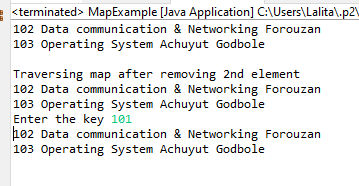 <terminated> MapExample [Java Application] C:\Users\Lalita\.p2\
102 Data communication & Networking Forouzan
103 Operating System Achuyut Godbole
Traversing map after removing 2nd element
102 Data communication & Networking Forouzan
103 Operating System Achuyut Godbole
Enter the key 101
102 Data communication & Networking Forouzan
103 Operating System Achuyut Godbole